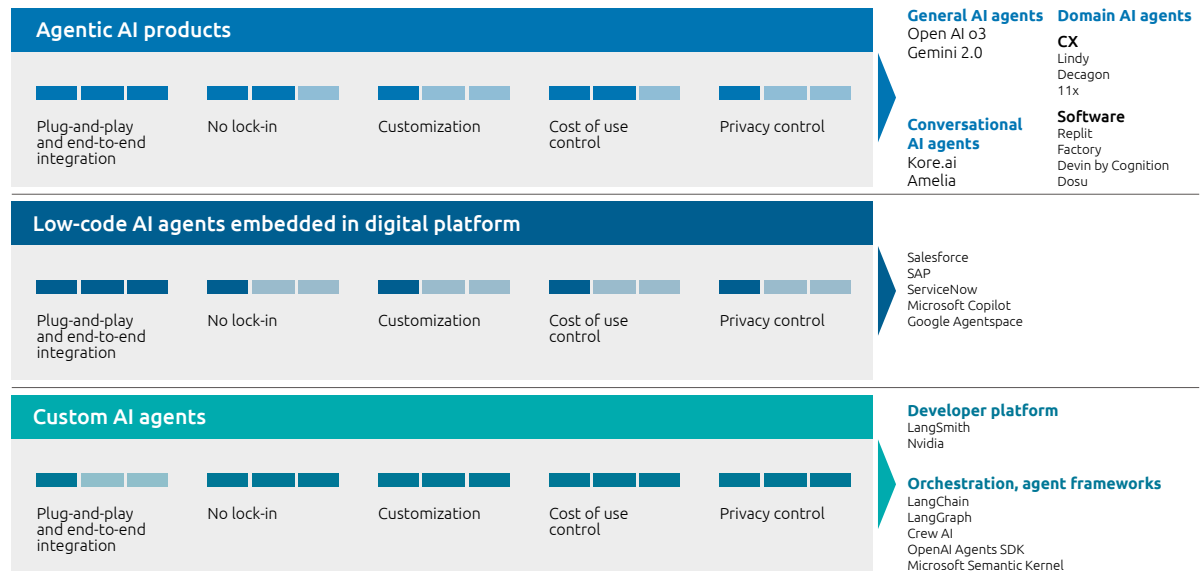 Agentic AI products
Plug-and-play
and end-to-end
integration
No lock-in
Customization
Cost of use
control
Privacy control
General AI agents
Open AI o3
Gemini 2.0
Conversational
AI agents
Kore.ai
Amelia
Domain AI agents
CX
Lindy
Decagon
11x
Software
Replit
Factory
Devin by Cognition
Dosu
Low-code AI agents embedded in digital platform
Plug-and-play
and end-to-end
integration
No lock-in
Customization
Cost of use
control
Privacy control
Salesforce
SAP
ServiceNow
Microsoft Copilot
Google Agentspace
Custom AI agents
Plug-and-play
and end-to-end
integration
No lock-in
Customization
Cost of use
control
Privacy control
Developer platform
LangSmith
Nvidia
Orchestration, agent frameworks
LangChain
LangGraph
Crew AI
OpenAI Agents SDK
Microsoft Semantic Kernel